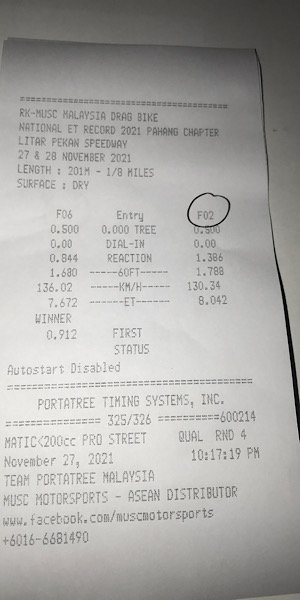 ==============================
RK-MUSC MALAYSIA DRAG BIKE
NATIONAL ET RECORD 2021 PAHANG CHAPTER
LITAR PEKAN SPEEDWAY
27 & 28 NOVEMBER 2021
LENGTH : 201M - 1/8 MILES
SURFACE : DRY
F06 Entry F02
0.500 0.000 TREE 0.500
0.00 DIAL-IN 0.00
0.844 REACTION 1.386
1.680 ------60FT----- 1.788
136.02 -----KM/H------ 130.34
7.672 ------ET------- 8.042
WINNER
0.912 FIRST
STATUS
Autostart Disabled
==============================
PORTATREE TIMING SYSTEMS, INC.
============== 325/326 ==========600214
MATIC<200cc PRO STREET QUAL RND 4
November 27, 2021 10:17:19 PM
TEAM PORTATREE MALAYSIA
MUSC MOTORSPORTS - ASEAN DISTRIBUTOR
www.facebook.com/muscmotorsports
+6016-6681490